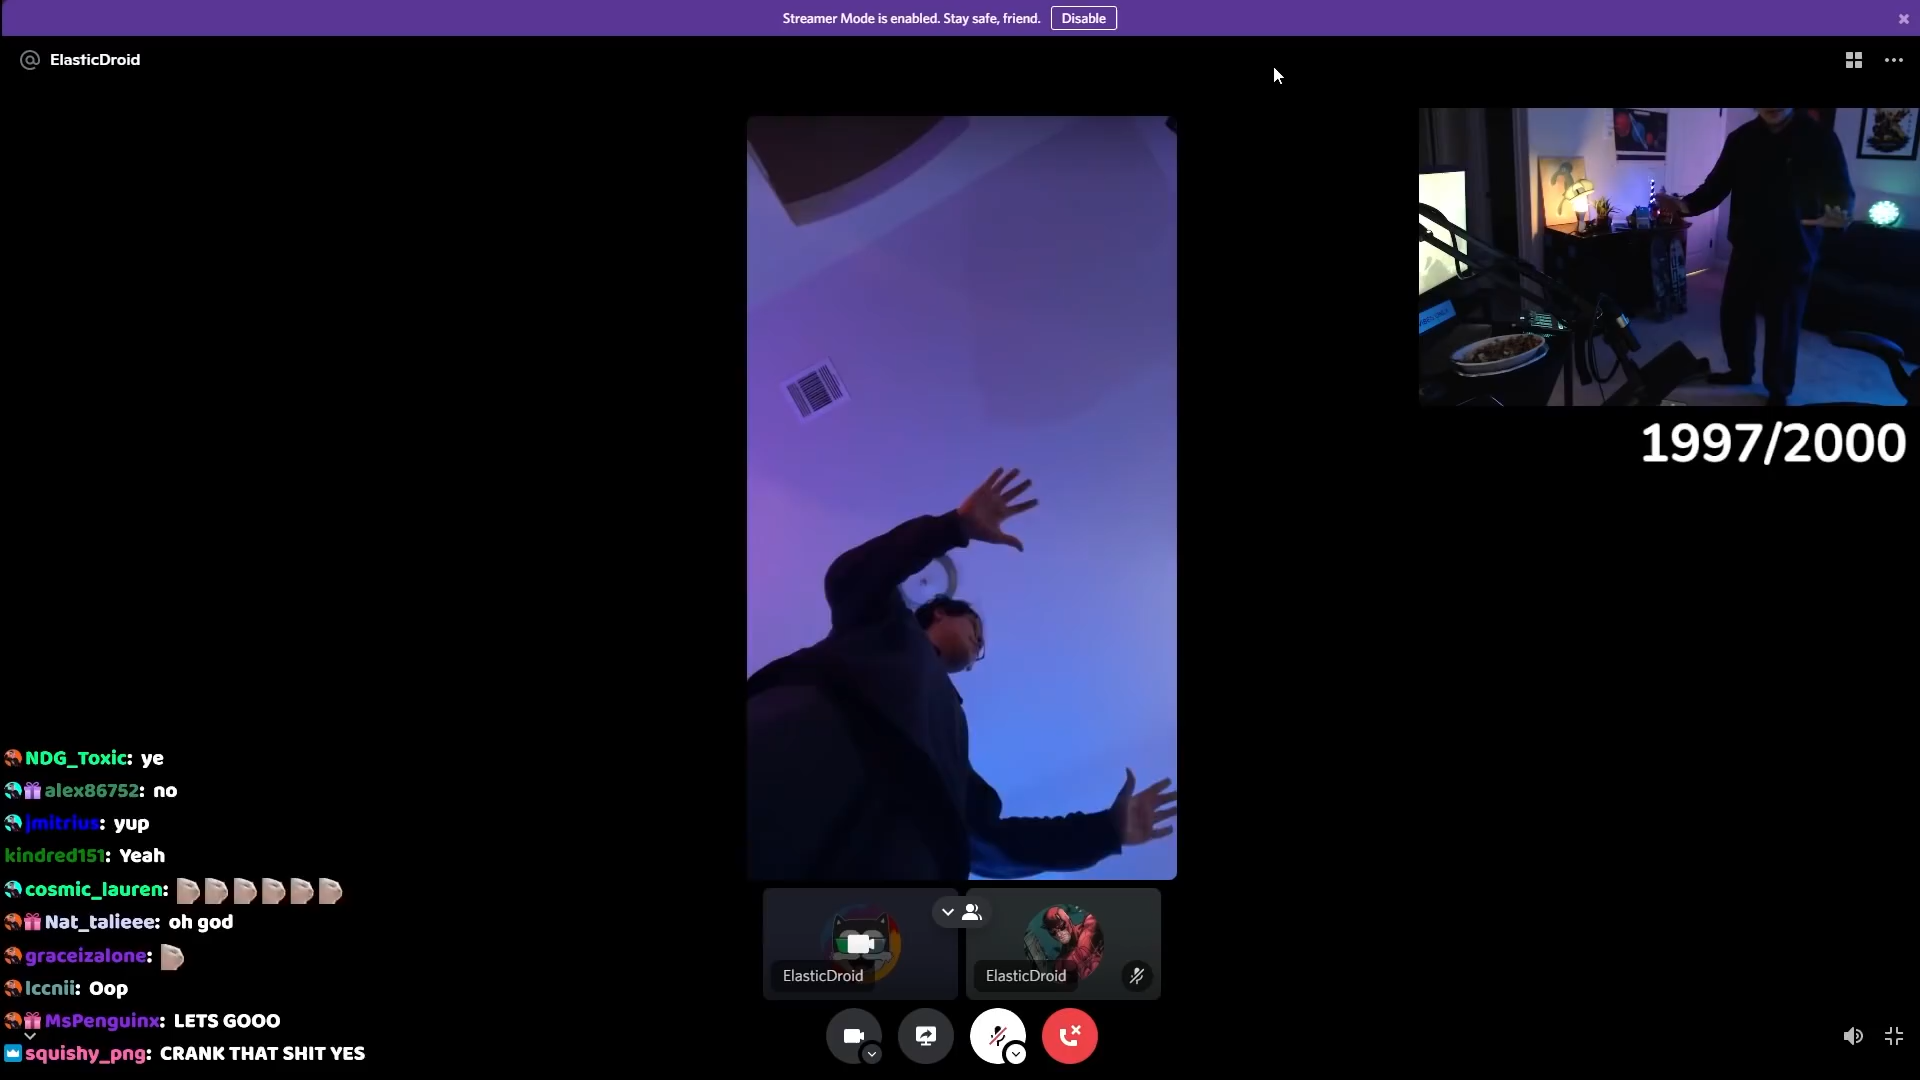 Streamer Mode is enabled. Stay safe, friend. Disable
ElasticDroid
1997/2000
NDG_Toxic: ye
alex86752: no
jmitrius: yup
kindred151: Yeah
cosmic_lauren:
Nat_talieee: oh god
graceizalone:
lccnii: Oop
MsPenguinx: LETS GOOO
squishy_png: CRANK THAT SHIT YES
ElasticDroid
ElasticDroid